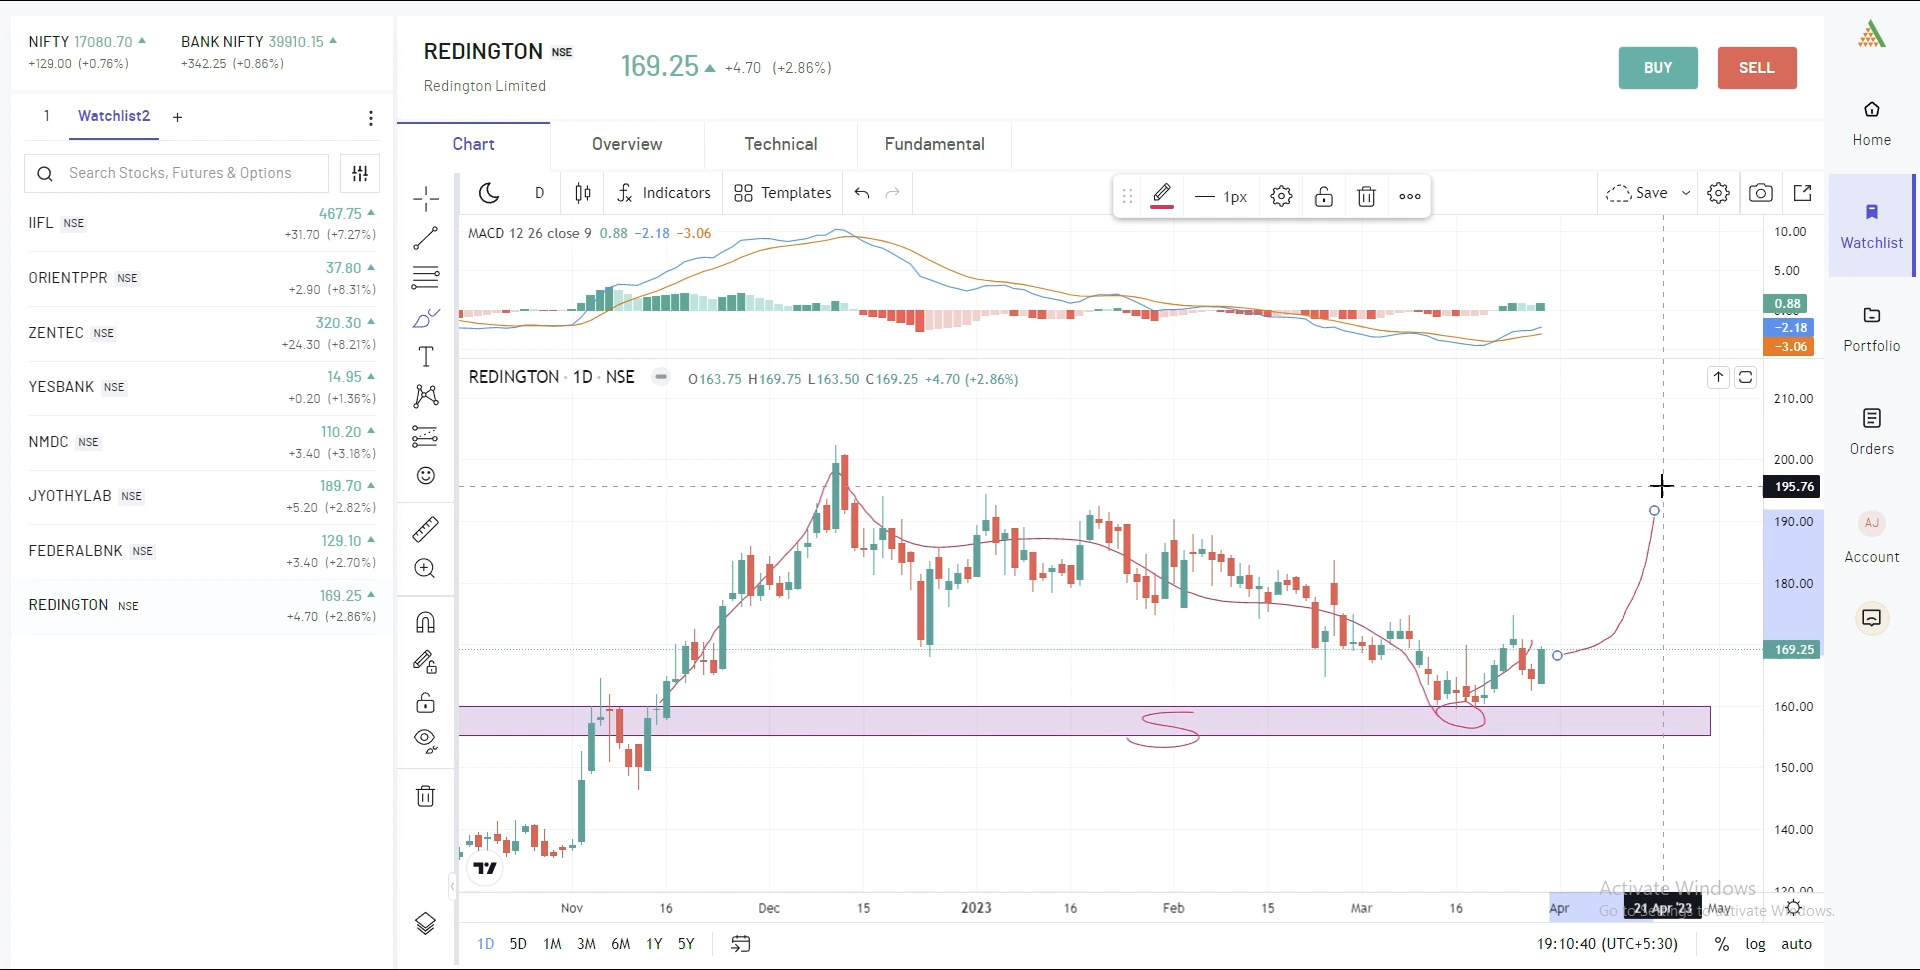 NIFTY 17080.70 BANK NIFTY 39910.15
+129.00 (+0.76%) +342.25 (+0.86%)
1 Watchlist2 +
Search Stocks, Futures & Options
IIFL NSE 467.75
+31.70 (+7.27%)
ORIENTPPR NSE 37.80
+2.90 (+8.31%)
ZENTEC NSE 320.30
+24.30 (+8.21%)
YESBANK NSE 14.95
+0.20 (+1.36%)
NMDC NSE 110.20
+3.40 (+3.18%)
JYOTHYLAB NSE 189.70
+5.20 (+2.82%)
FEDERALBNK NSE 129.10
+3.40 (+2.70%)
REDINGTON NSE 169.25
+4.70 (+2.86%)
REDINGTON NSE
Redington Limited
169.25 +4.70 (+2.86%)
BUY SELL
Chart Overview Technical Fundamental
D Indicators Templates 1px Save
MACD 12 26 close 9 0.88 −2.18 −3.06
10.00
5.00
0.88
−2.18
−3.06
REDINGTON · 1D · NSE O163.75 H169.75 L163.50 C169.25 +4.70 (+2.86%)
210.00
200.00
195.76
190.00
180.00
169.25
160.00
150.00
140.00
S
Nov 16 Dec 15 2023 16 Feb 15 Mar 16 Apr 21 Apr '23 May
1D 5D 1M 3M 6M 1Y 5Y
19:10:40 (UTC+5:30) % log auto
Activate Windows
Go to Settings to activate Windows.
Home
Watchlist
Portfolio
Orders
AJ
Account